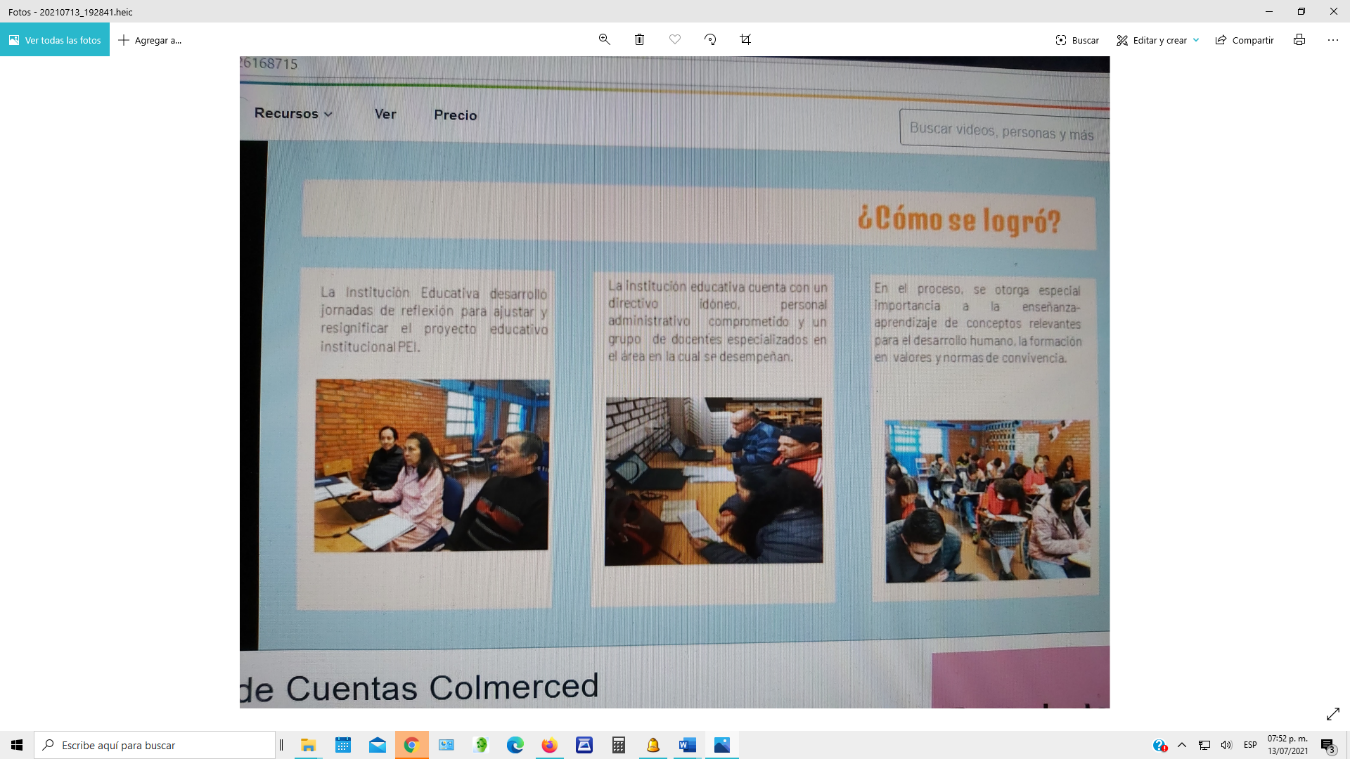 Fotos - 20210713_192841.heic
Ver todas las fotos
Agregar a...
Buscar
Editar y crear
Compartir
26168715
Recursos
Ver
Precio
Buscar videos, personas y más
¿Cómo se logró?
La Institución Educativa desarrolló
jornadas de reflexión para ajustar y
resignificar el proyecto educativo
institucional PEI.
La institución educativa cuenta con un
directivo idóneo, personal
administrativo comprometido y un
grupo de docentes especializados en
el área en la cual se desempeñan.
En el proceso, se otorga especial
importancia a la enseñanza-
aprendizaje de conceptos relevantes
para el desarrollo humano, la formación
en valores y normas de convivencia.
de Cuentas Colmerced
Escribe aquí para buscar
ESP
07:52 p. m.
13/07/2021
3